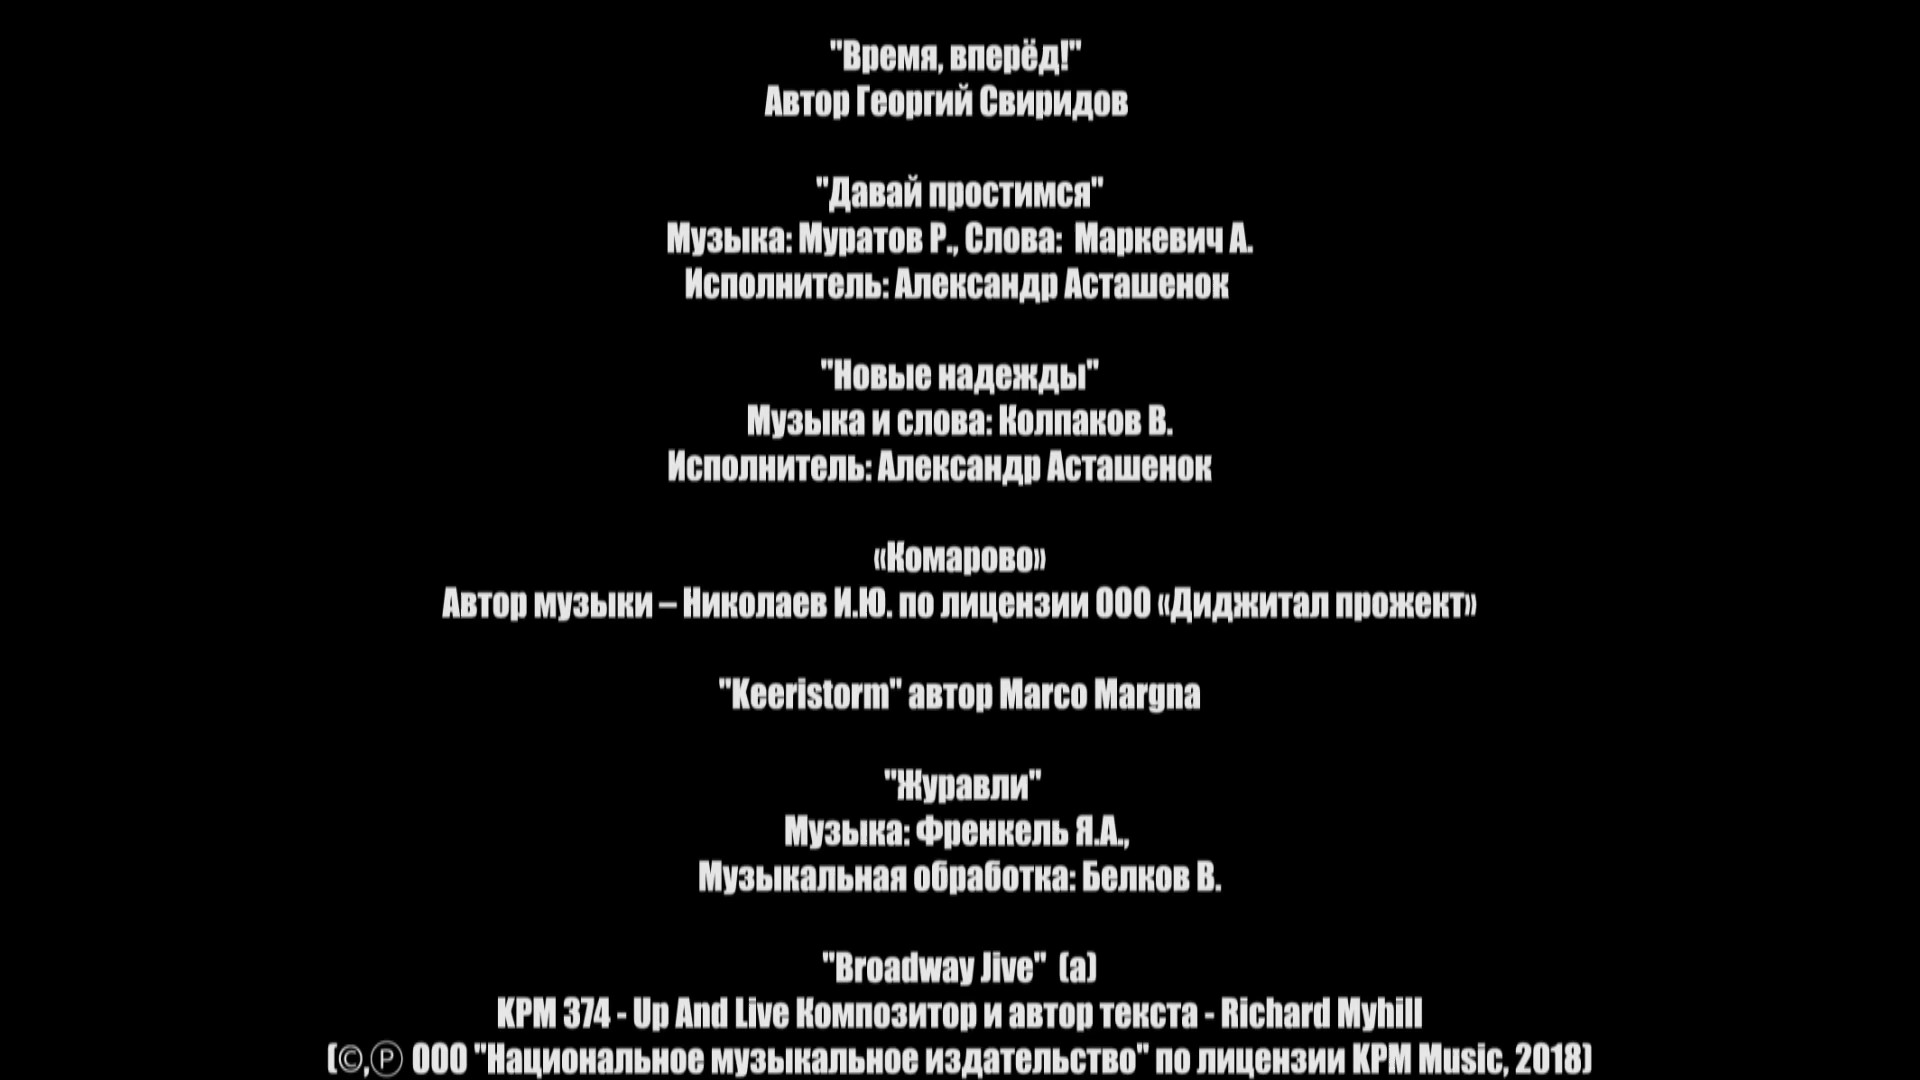 "Время, вперёд!"
Автор Георгий Свиридов
"Давай простимся"
Музыка: Муратов Р., Слова:  Маркевич А.
Исполнитель: Александр Асташенок
"Новые надежды"
Музыка и слова: Колпаков В.
Исполнитель: Александр Асташенок
«Комарово»
Автор музыки – Николаев И.Ю. по лицензии ООО «Диджитал прожект»
"Keeristorm" автор Marco Margna
"Журавли"
Музыка: Френкель Я.А.,
Музыкальная обработка: Белков В.
"Broadway Jive"  (a)
KPM 374 - Up And Live Композитор и автор текста - Richard Myhill
(©,Ⓟ ООО "Национальное музыкальное издательство" по лицензии KPM Music, 2018)